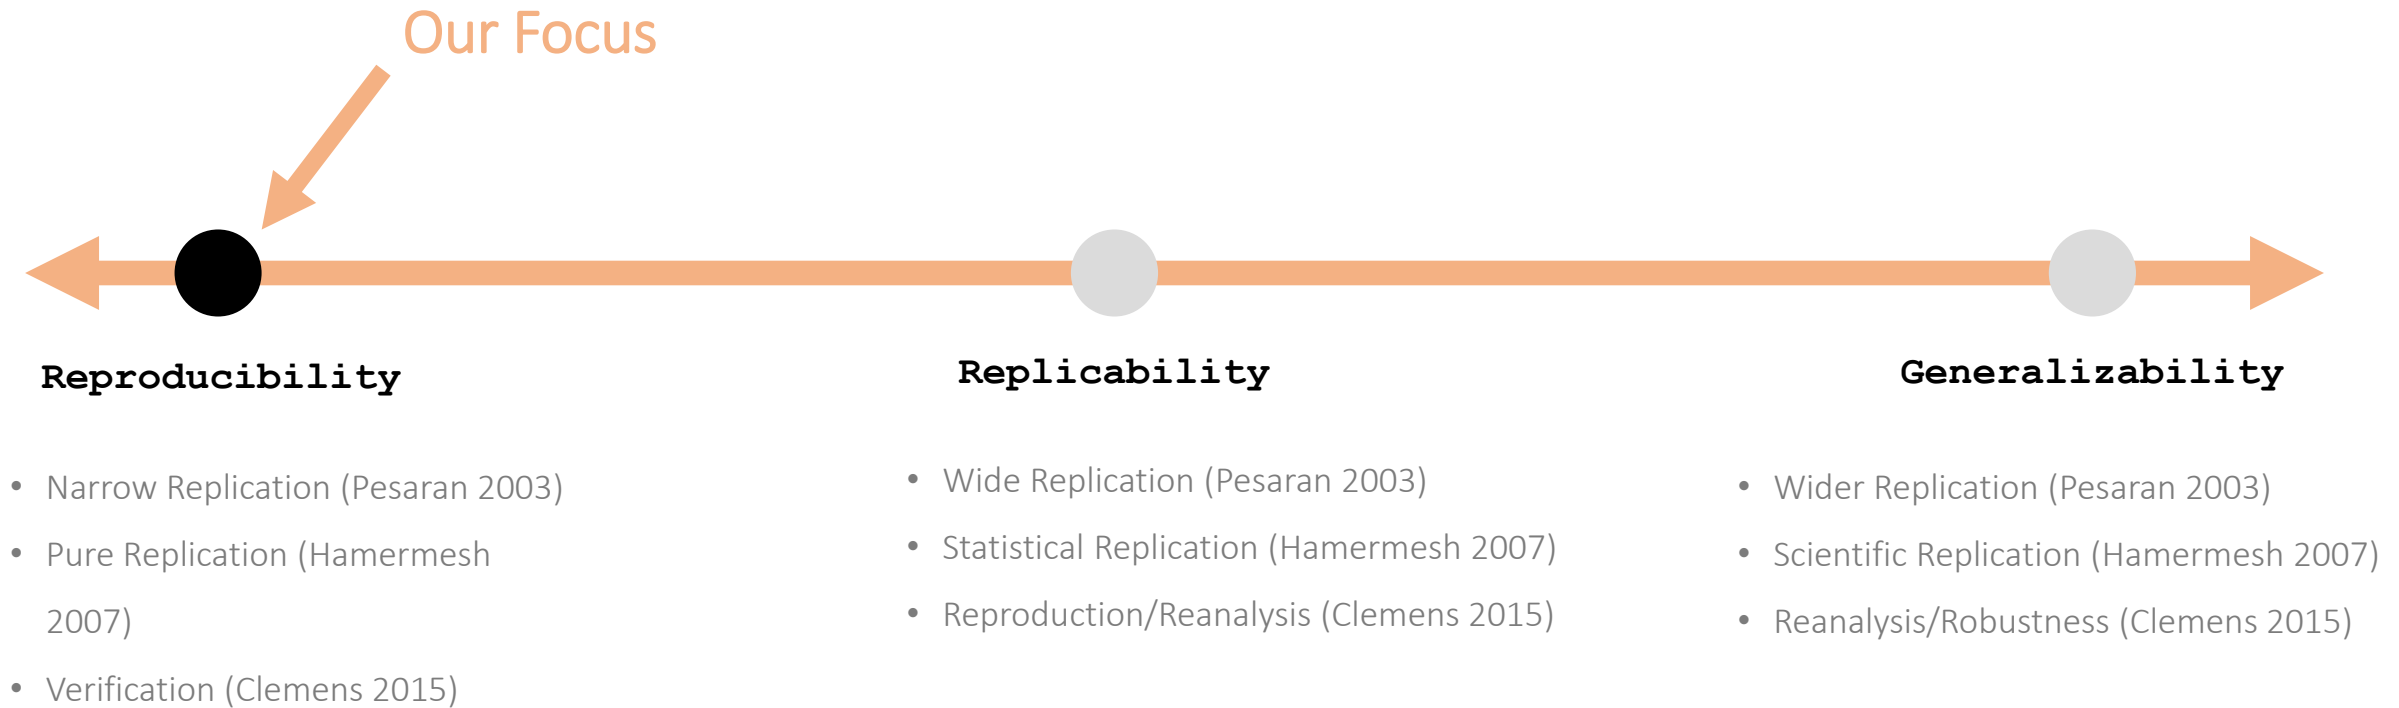 Our Focus
Reproducibility
• Narrow Replication (Pesaran 2003)
• Pure Replication (Hamermesh
2007)
• Verification (Clemens 2015)
Replicability
• Wide Replication (Pesaran 2003)
• Statistical Replication (Hamermesh 2007)
• Reproduction/Reanalysis (Clemens 2015)
Generalizability
• Wider Replication (Pesaran 2003)
• Scientific Replication (Hamermesh 2007)
• Reanalysis/Robustness (Clemens 2015)